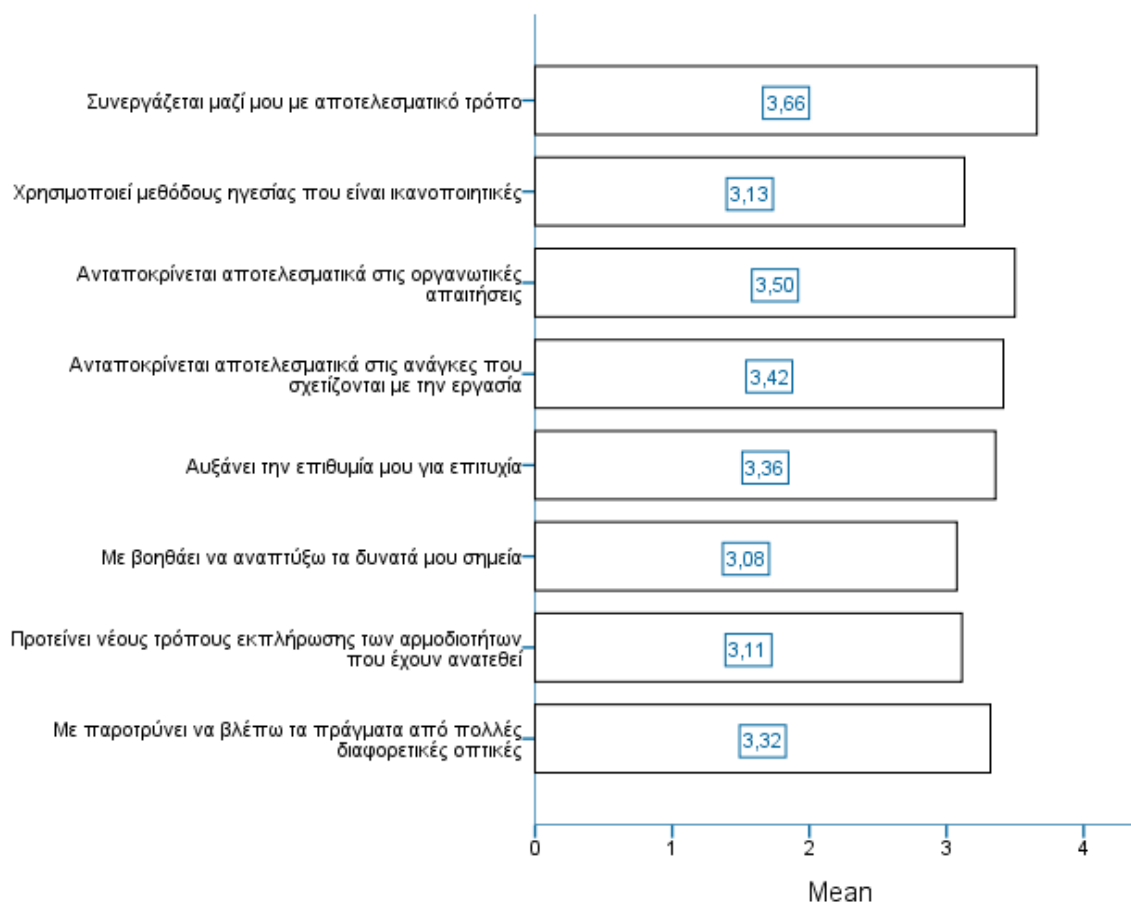 Συνεργάζεται μαζί μου με αποτελεσματικό τρόπο
3,66
Χρησιμοποιεί μεθόδους ηγεσίας που είναι ικανοποιητικές
3,13
Ανταποκρίνεται αποτελεσματικά στις οργανωτικές
απαιτήσεις
3,50
Ανταποκρίνεται αποτελεσματικά στις ανάγκες που
σχετίζονται με την εργασία
3,42
Αυξάνει την επιθυμία μου για επιτυχία
3,36
Με βοηθάει να αναπτύξω τα δυνατά μου σημεία
3,08
Προτείνει νέους τρόπους εκπλήρωσης των αρμοδιοτήτων
που έχουν ανατεθεί
3,11
Με παροτρύνει να βλέπω τα πράγματα από πολλές
διαφορετικές οπτικές
3,32
0 1 2 3 4
Mean